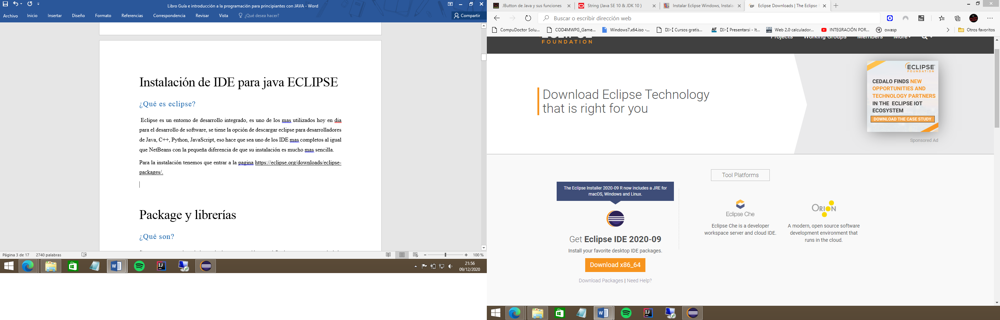 Libro Guía e introducción a la programación para principiantes con JAVA - Word
Archivo Inicio Insertar Diseño Formato Referencias Correspondencia Revisar Vista ¿Qué desea hacer? Compartir
Instalación de IDE para java ECLIPSE
¿Qué es eclipse?
Eclipse es un entorno de desarrollo integrado, es uno de los mas utilizados hoy en dia
para el desarrollo de software, se tiene la opción de descargar eclipse para desarrolladores
de Java, C++, Python, JavaScript, eso hace que sea uno de los IDE mas completos al igual
que NetBeans con la pequeña diferencia de que su instalación es mucho mas sencilla.
Para la instalación tenemos que entrar a la pagina https://eclipse.org/downloads/eclipse-
packages/.
Package y librerías
¿Qué son?
Página 3 de 17 2740 palabras 100 %
21:56
09/12/2020
JButton de Java y sus funciones String (Java SE 10 & JDK 10 ) Instalar Eclipse Windows, Instala Eclipse Downloads | The Eclipse
Buscar o escribir dirección web
CompuDoctor Solu... COD4MWPG_Game... Windows7.x64.iso -... Cursos gratis... Presentarsi - It... Web 2.0 calculador... INTEGRACIÓN POR... owasp Otros favoritos
FOUNDATION
Projects Working Groups Members More
Download Eclipse Technology
that is right for you
ECLIPSE
FOUNDATION
CEDALO FINDS NEW
OPPORTUNITIES AND
TECHNOLOGY PARTNERS
IN THE ECLIPSE IOT
ECOSYSTEM
DOWNLOAD THE CASE STUDY
Sponsored Ad
Tool Platforms
The Eclipse Installer 2020-09 R now includes a JRE for
macOS, Windows and Linux.
Get Eclipse IDE 2020-09
Install your favorite desktop IDE packages.
Download x86_64
Download Packages | Need Help?
Eclipse Che
Eclipse Che is a developer
workspace server and cloud IDE.
ORION
A modern, open source software
development environment that
runs in the cloud.